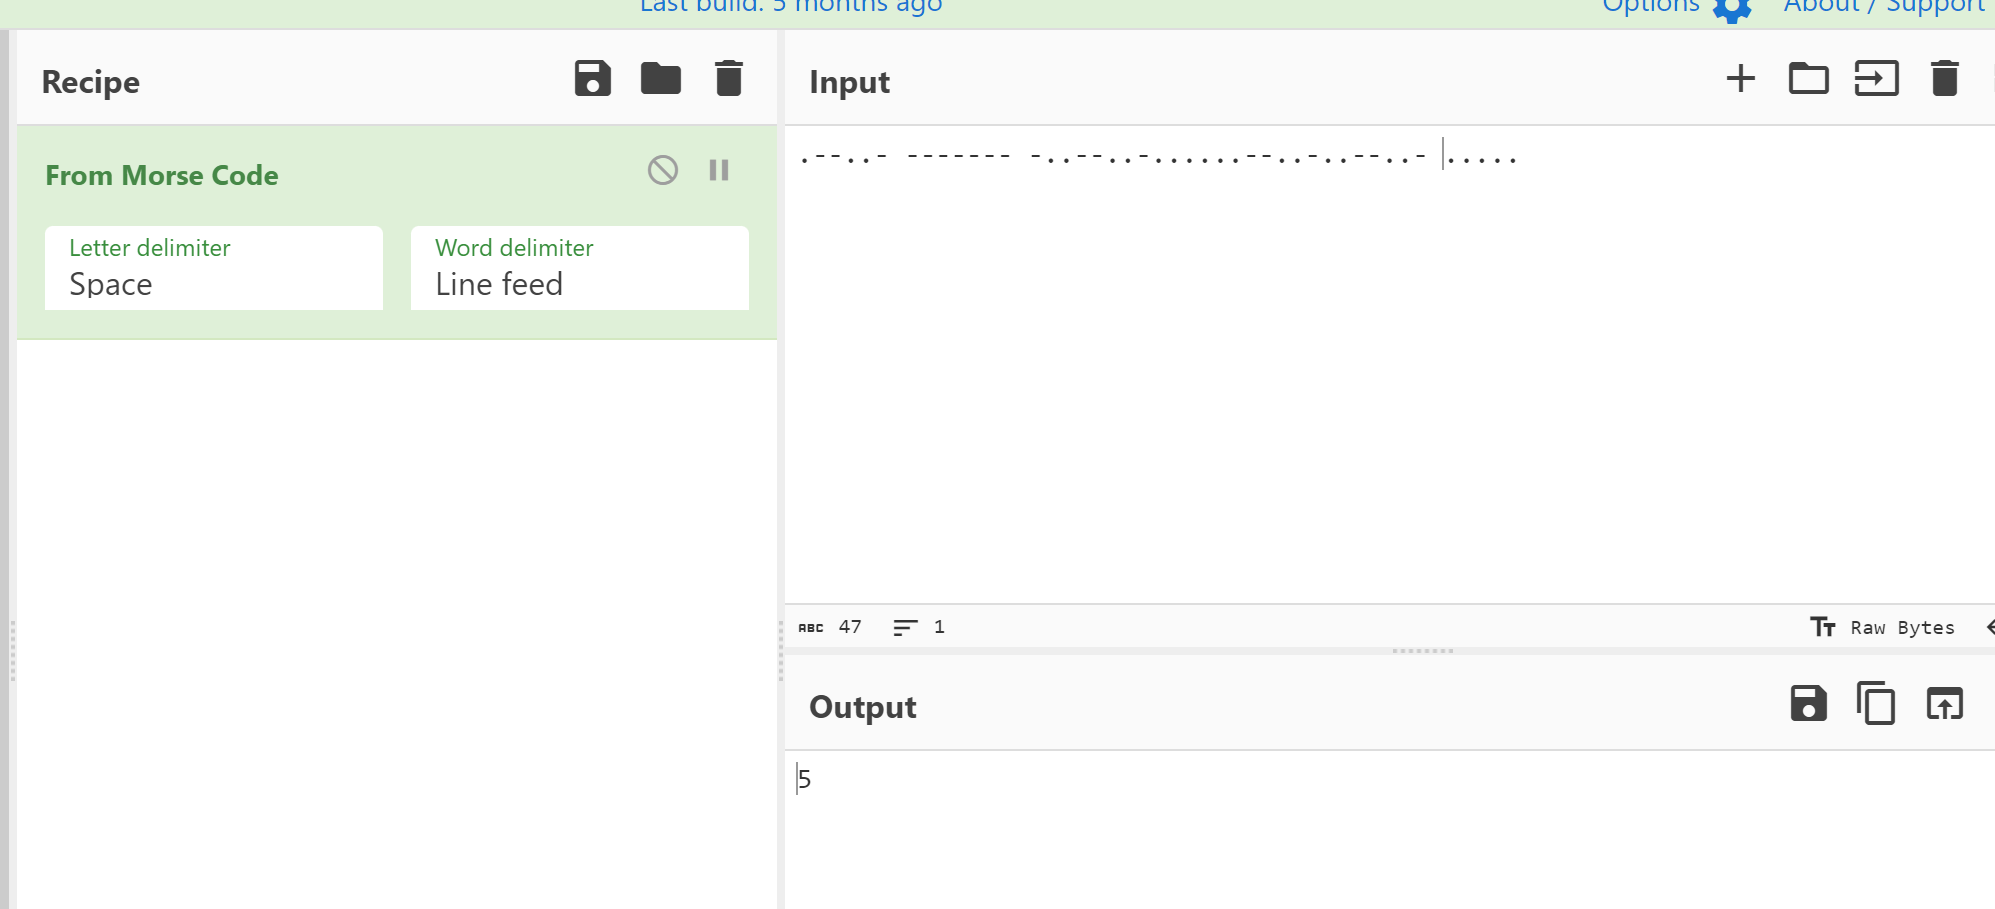 Last build: 5 months ago
Options
About / Support
Recipe
From Morse Code
Letter delimiter
Space
Word delimiter
Line feed
Input
.--..- ------- -..--..-......--..-..--..- .....
ABC 47
1
Tт Raw Bytes
Output
5